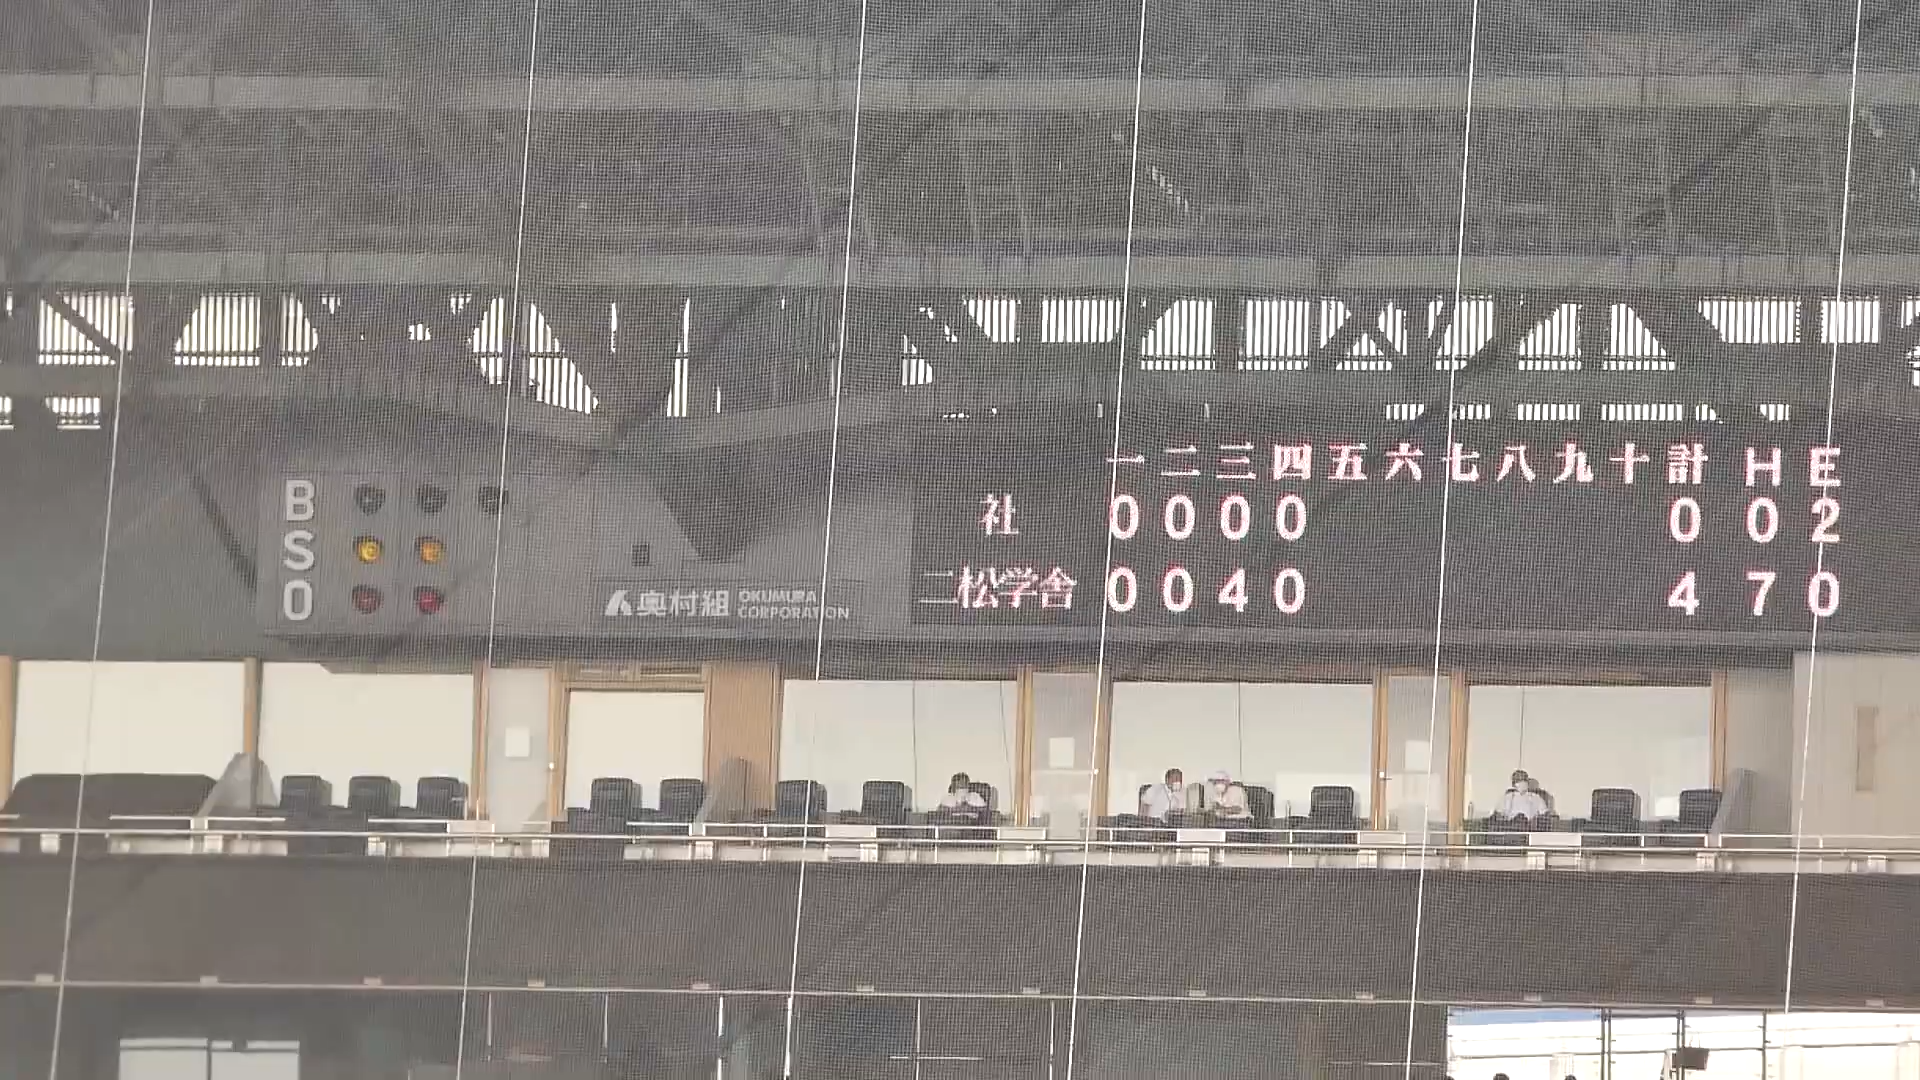 一 二 三 四 五 六 七 八 九 十 計 H E
社 0 0 0 0 0 0 2
二松学舎 0 0 4 0 4 7 0
B
S
O
奥村組 OKUMURA
CORPORATION